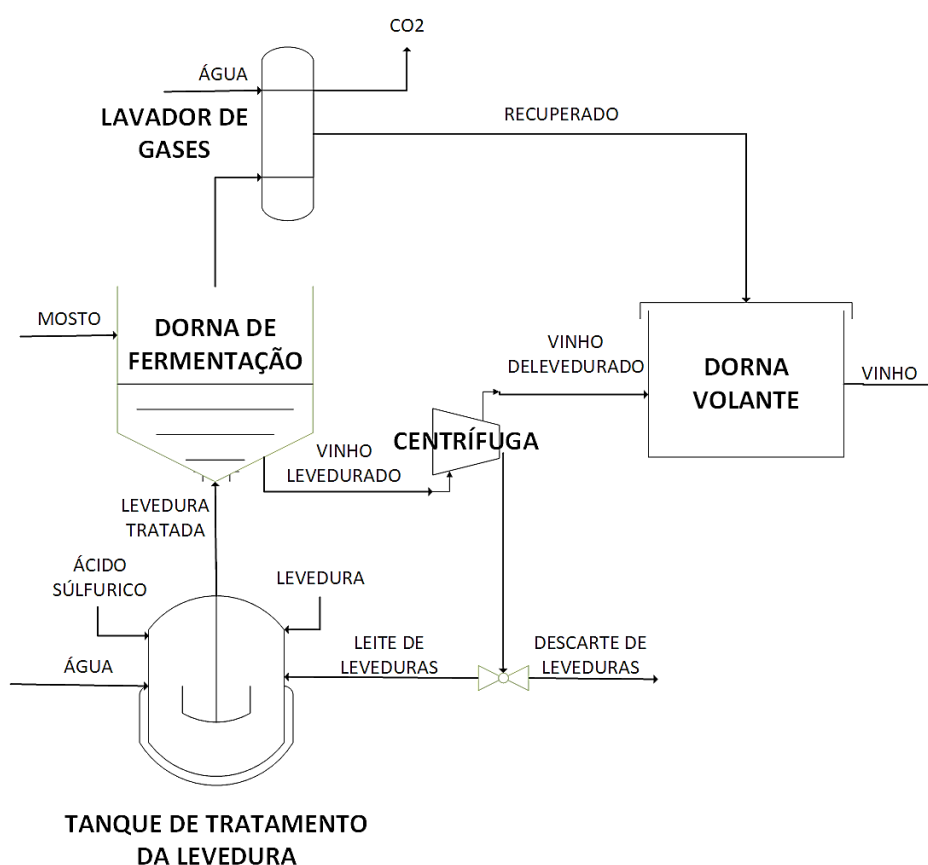 CO2
ÁGUA
LAVADOR DE
GASES
RECUPERADO
MOSTO
DORNA DE
FERMENTAÇÃO
VINHO
DELEVEDURADO
DORNA
VOLANTE
VINHO
CENTRÍFUGA
VINHO
LEVEDURADO
LEVEDURA
TRATADA
ÁCIDO
SÚLFURICO
LEVEDURA
ÁGUA
LEITE DE
LEVEDURAS
DESCARTE DE
LEVEDURAS
TANQUE DE TRATAMENTO
DA LEVEDURA